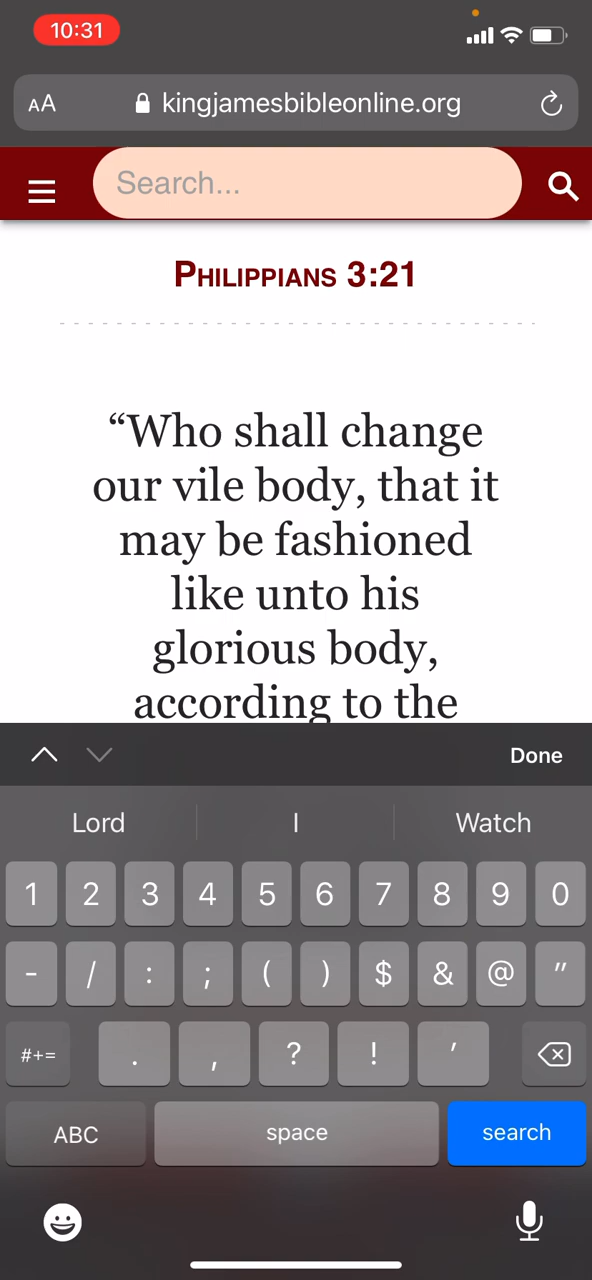 10:31
AA kingjamesbibleonline.org
Search...
Philippians 3:21
“Who shall change
our vile body, that it
may be fashioned
like unto his
glorious body,
according to the
Done
Lord I Watch
1 2 3 4 5 6 7 8 9 0
- / : ; ( ) $ & @ "
#+= . , ? ! '
ABC space search